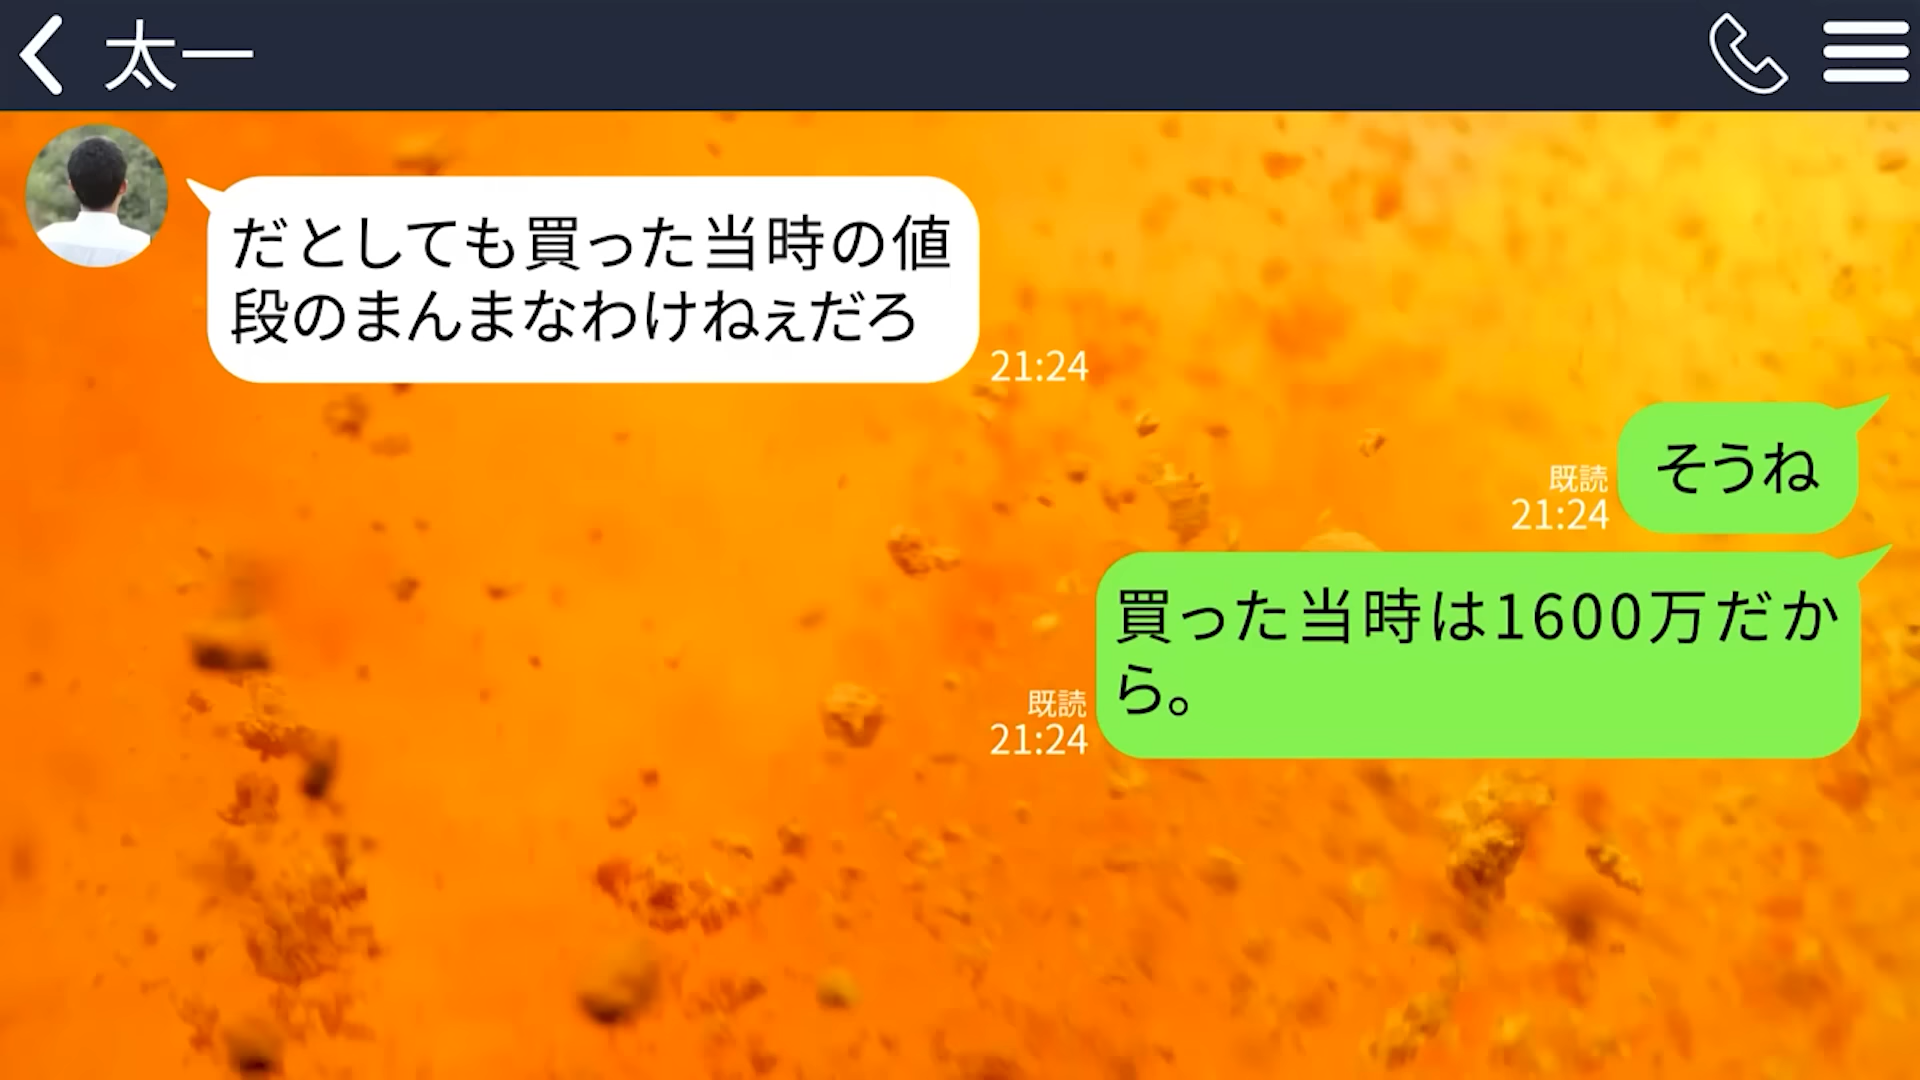 太一
だとしても買った当時の値
段のまんまなわけねぇだろ
21:24
そうね
既読
21:24
買った当時は1600万だか
ら。
既読
21:24